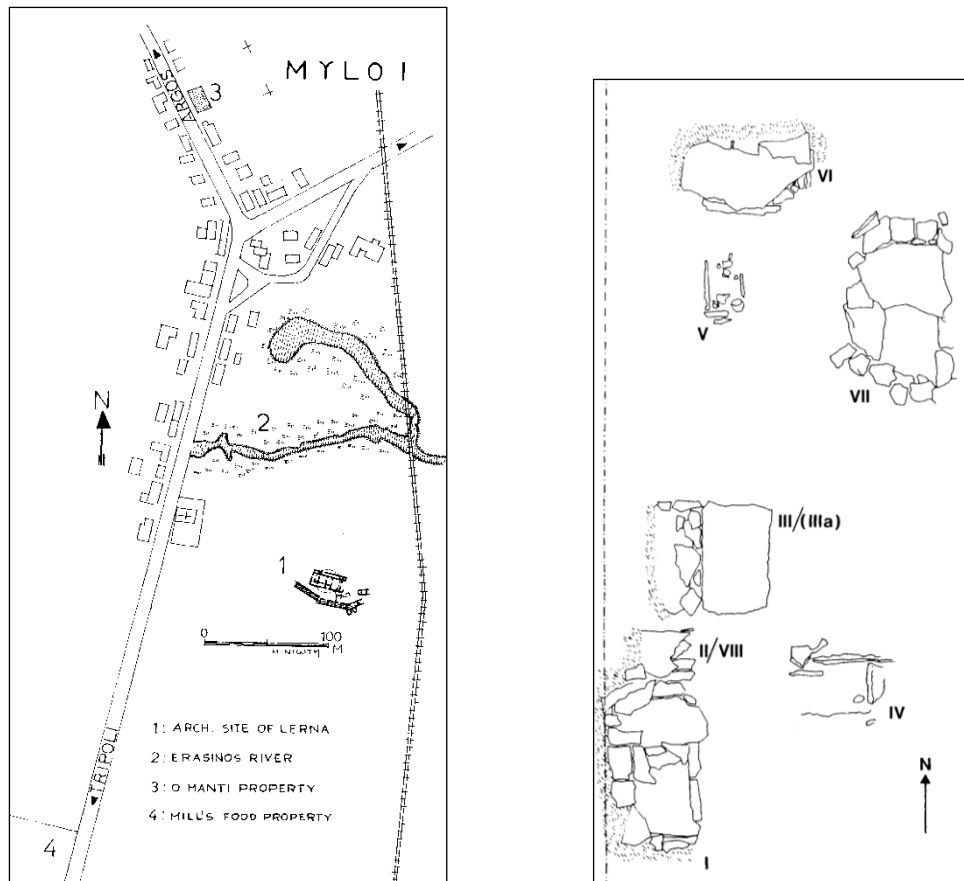 MYLOI
ARGOS
3
N
2
1
0 100
M
TRIPOLI
1: ARCH. SITE OF LERNA
2: ERASINOS RIVER
3: O MANTI PROPERTY
4: MILL'S FOOD PROPERTY
4
VI
V
VII
III/(IIIa)
II/VIII
IV
N
I